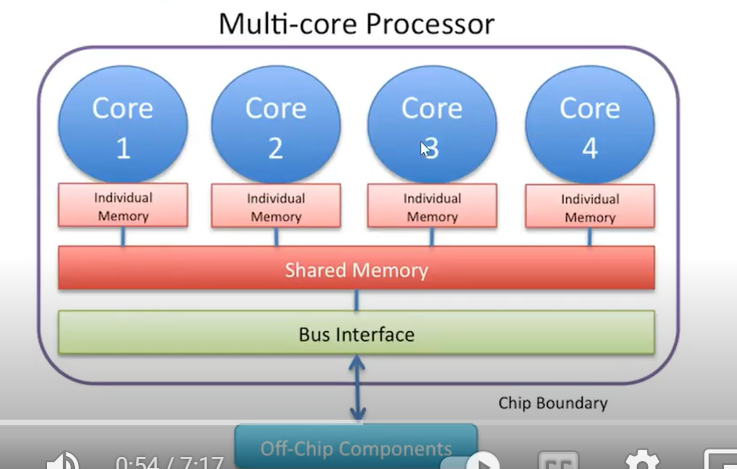 Multi-core Processor
Core
1
Core
2
Core
3
Core
4
Individual
Memory
Individual
Memory
Individual
Memory
Individual
Memory
Shared Memory
Bus Interface
Chip Boundary
Off-Chip Components
0:54 / 7:17
CC